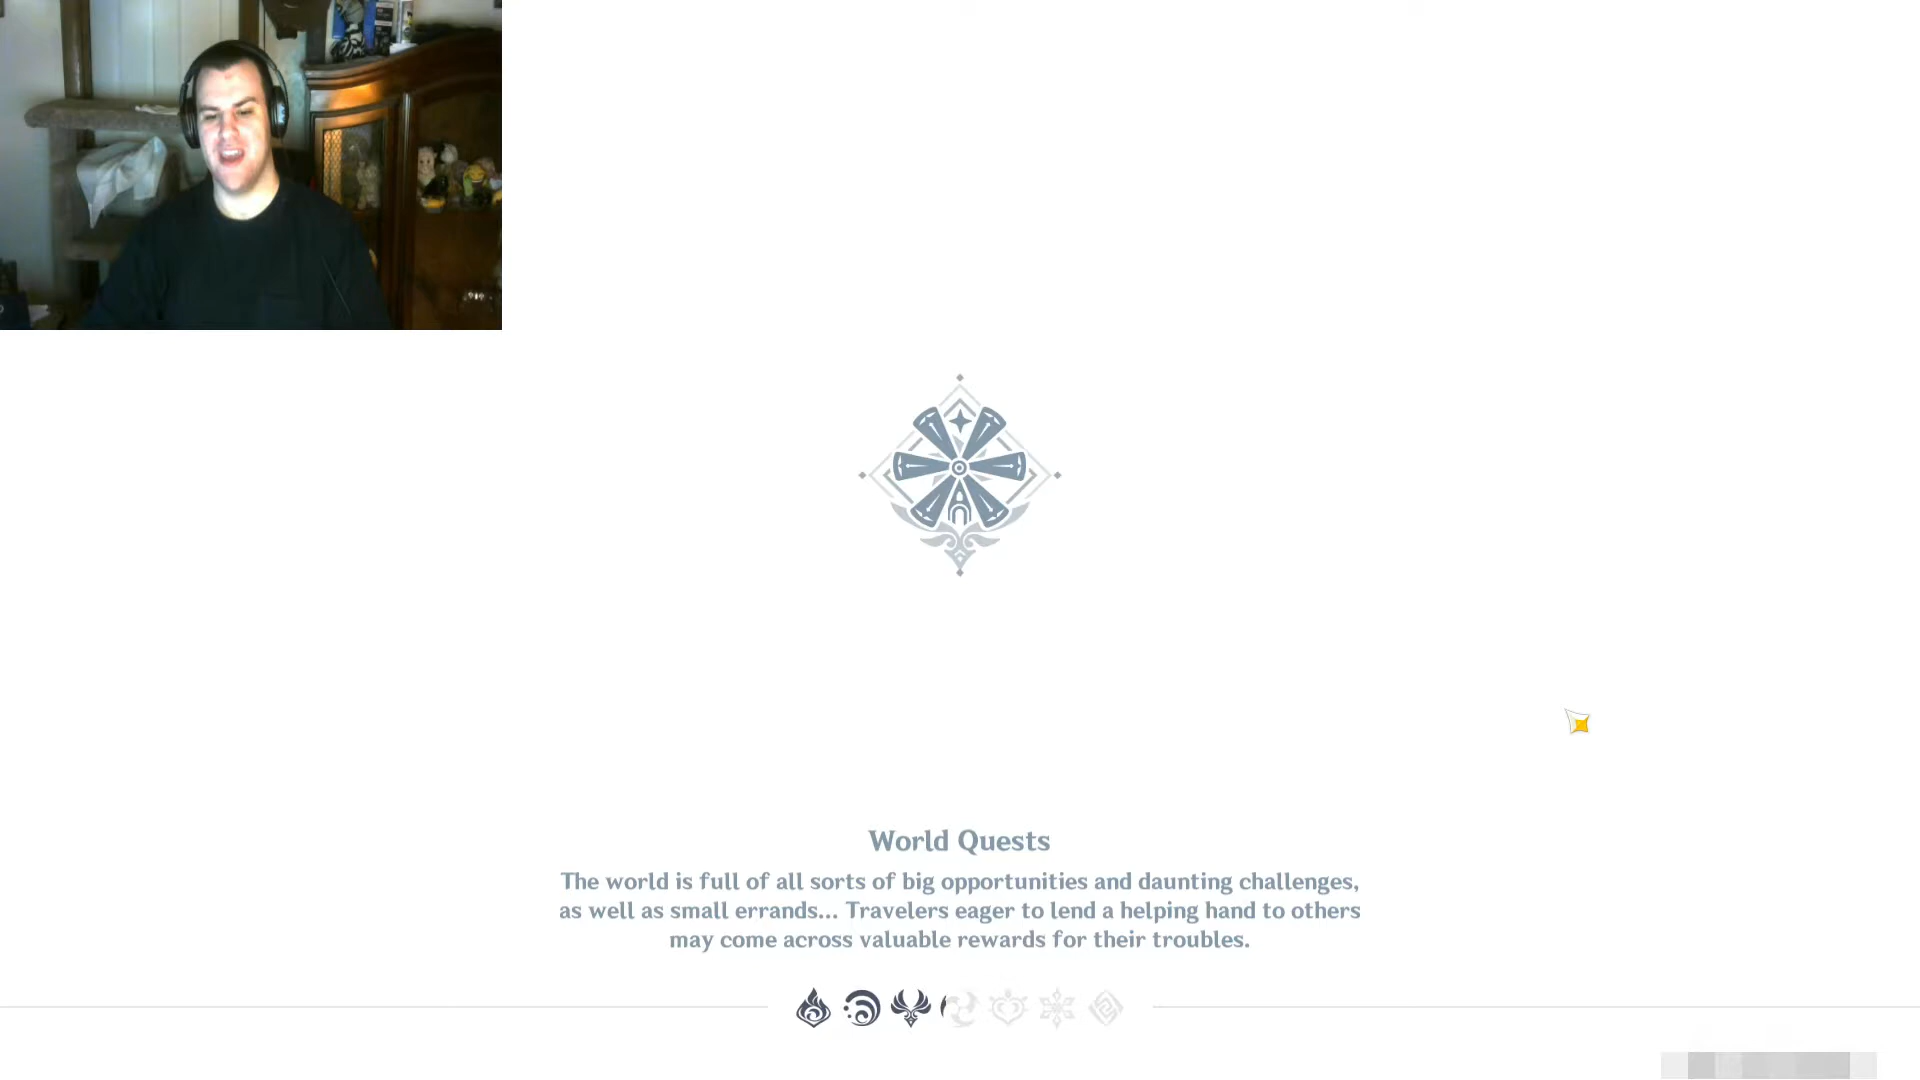 World Quests
The world is full of all sorts of big opportunities and daunting challenges,
as well as small errands... Travelers eager to lend a helping hand to others
may come across valuable rewards for their troubles.